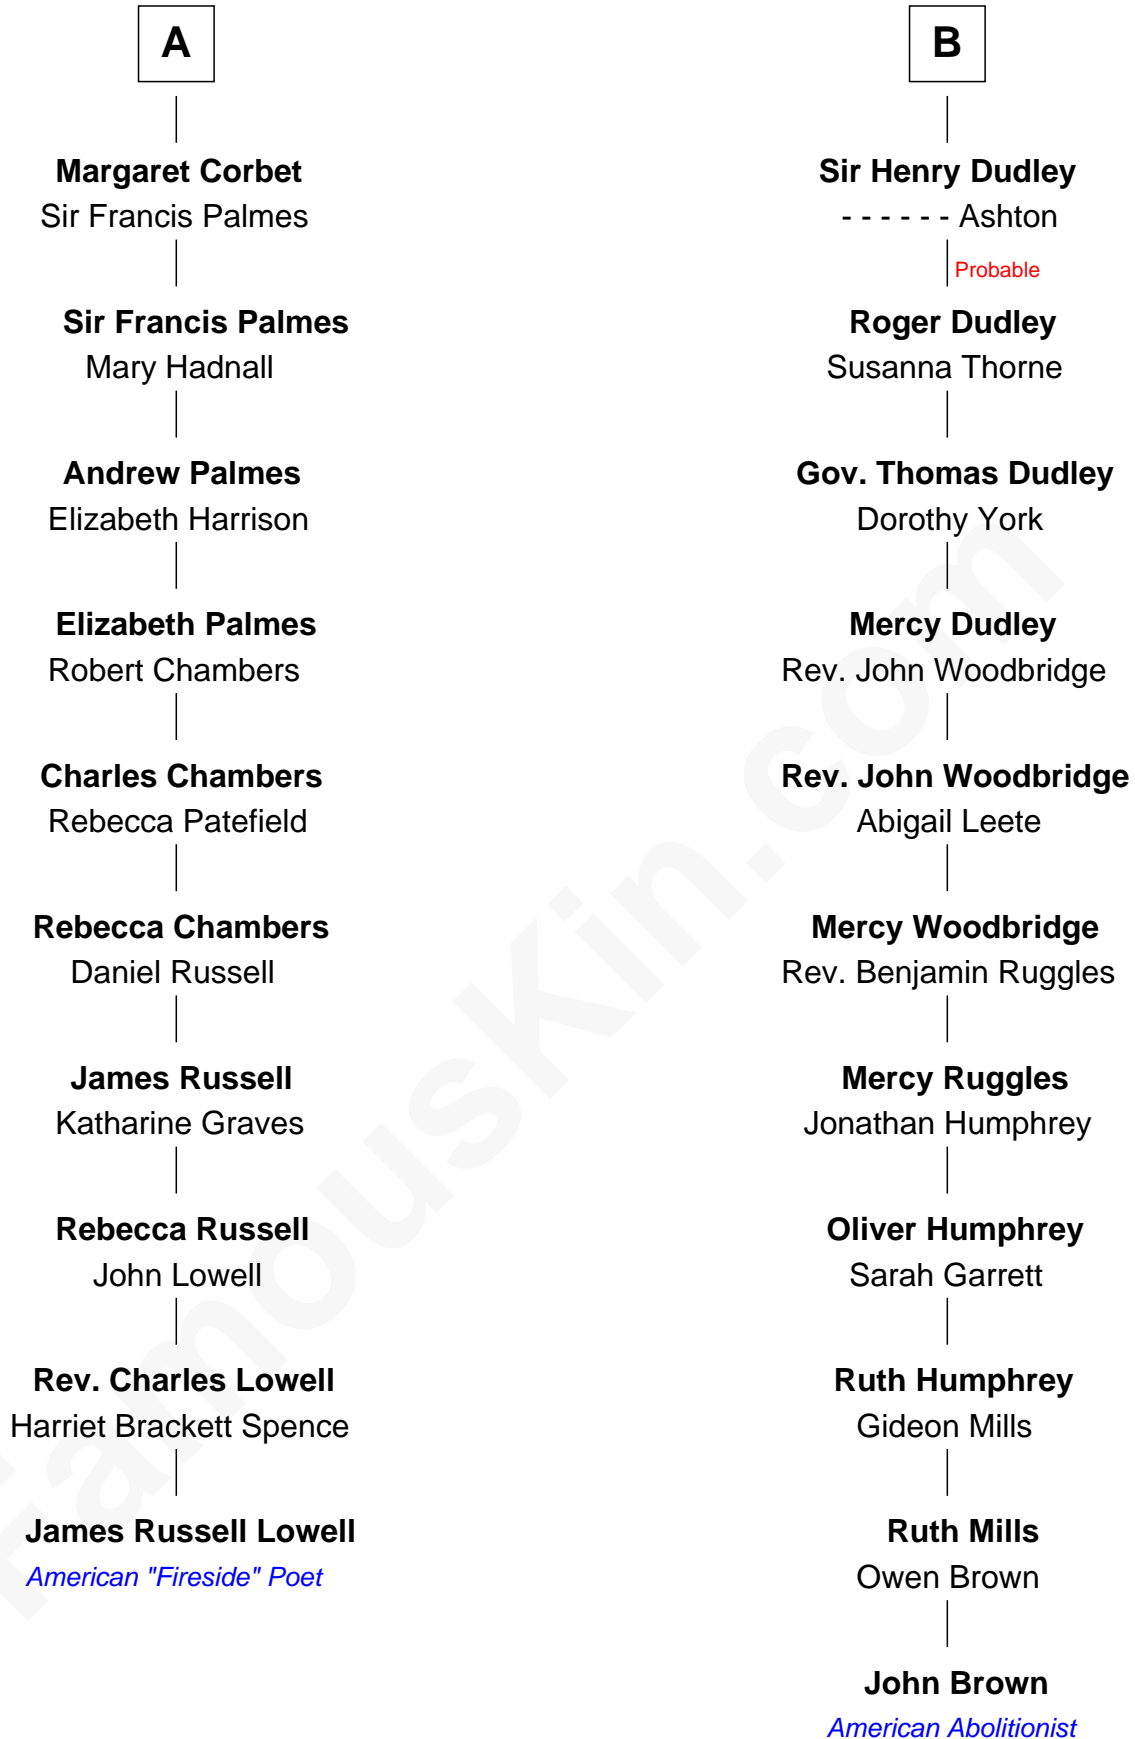 A
Margaret Corbet
Sir Francis Palmes
Sir Francis Palmes
Mary Hadnall
Andrew Palmes
Elizabeth Harrison
Elizabeth Palmes
Robert Chambers
Charles Chambers
Rebecca Patefield
Rebecca Chambers
Daniel Russell
James Russell
Katharine Graves
Rebecca Russell
John Lowell
Rev. Charles Lowell
Harriet Brackett Spence
James Russell Lowell
American "Fireside" Poet
B
Sir Henry Dudley
- - - - - - Ashton
Probable
Roger Dudley
Susanna Thorne
Gov. Thomas Dudley
Dorothy York
Mercy Dudley
Rev. John Woodbridge
Rev. John Woodbridge
Abigail Leete
Mercy Woodbridge
Rev. Benjamin Ruggles
Mercy Ruggles
Jonathan Humphrey
Oliver Humphrey
Sarah Garrett
Ruth Humphrey
Gideon Mills
Ruth Mills
Owen Brown
John Brown
American Abolitionist
FamousKin.com